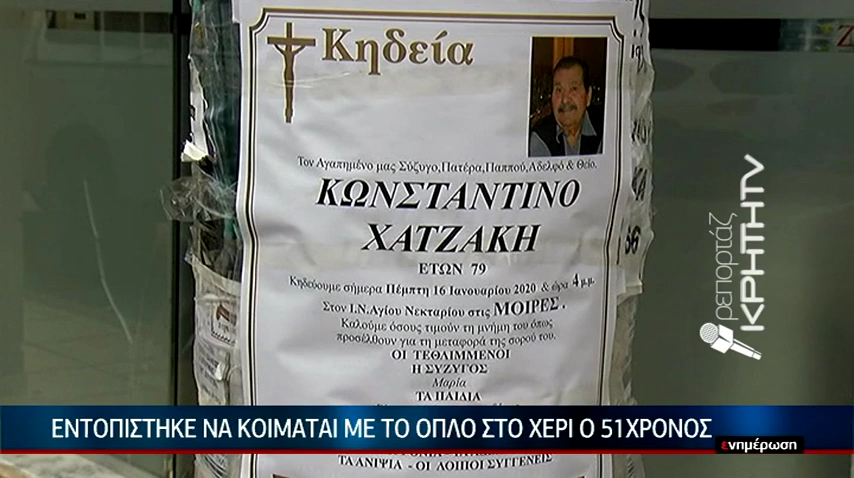 Κηδεία
Τον Αγαπημένο μας Σύζυγο, Πατέρα, Παππού, Αδελφό & Θείο.
ΚΩΝΣΤΑΝΤΙΝΟ
ΧΑΤΖΑΚΗ
ΕΤΩΝ 79
Κηδεύουμε σήμερα Πέμπτη 16 Ιανουαρίου 2020 & ώρα 4 μ.μ.
Στον Ι.Ν.Αγίου Νεκταρίου στις ΜΟΙΡΕΣ.
Καλούμε όσους τιμούν τη μνήμη του όπως
προσέλθουν για τη μεταφορά της σορού του.
ΟΙ ΤΕΘΛΙΜΜΕΝΟΙ
Η ΣΥΖΥΓΟΣ
Μαρία
ΤΑ ΠΑΙΔΙΑ
ΤΑ ΑΝΙΨΙΑ - ΟΙ ΛΟΙΠΟΙ ΣΥΓΓΕΝΕΙΣ
ρεπορτάζ
ΚΡΗΤΗTV
ΕΝΤΟΠΙΣΤΗΚΕ ΝΑ ΚΟΙΜΑΤΑΙ ΜΕ ΤΟ ΟΠΛΟ ΣΤΟ ΧΕΡΙ Ο 51ΧΡΟΝΟΣ
ενημέρωση